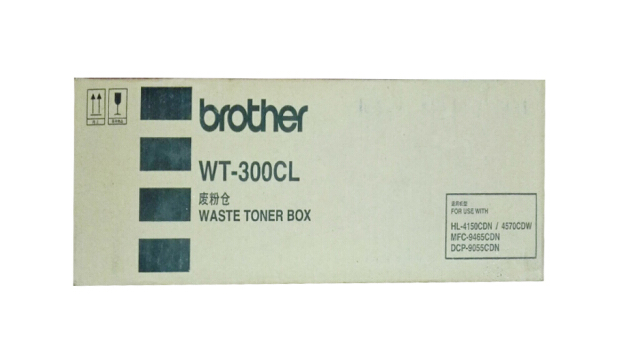 brother
WT-300CL
废粉仓
WASTE TONER BOX
FOR USE WITH
HL-4150CDN / 4570CDW
MFC-9465CDN
DCP-9055CDN